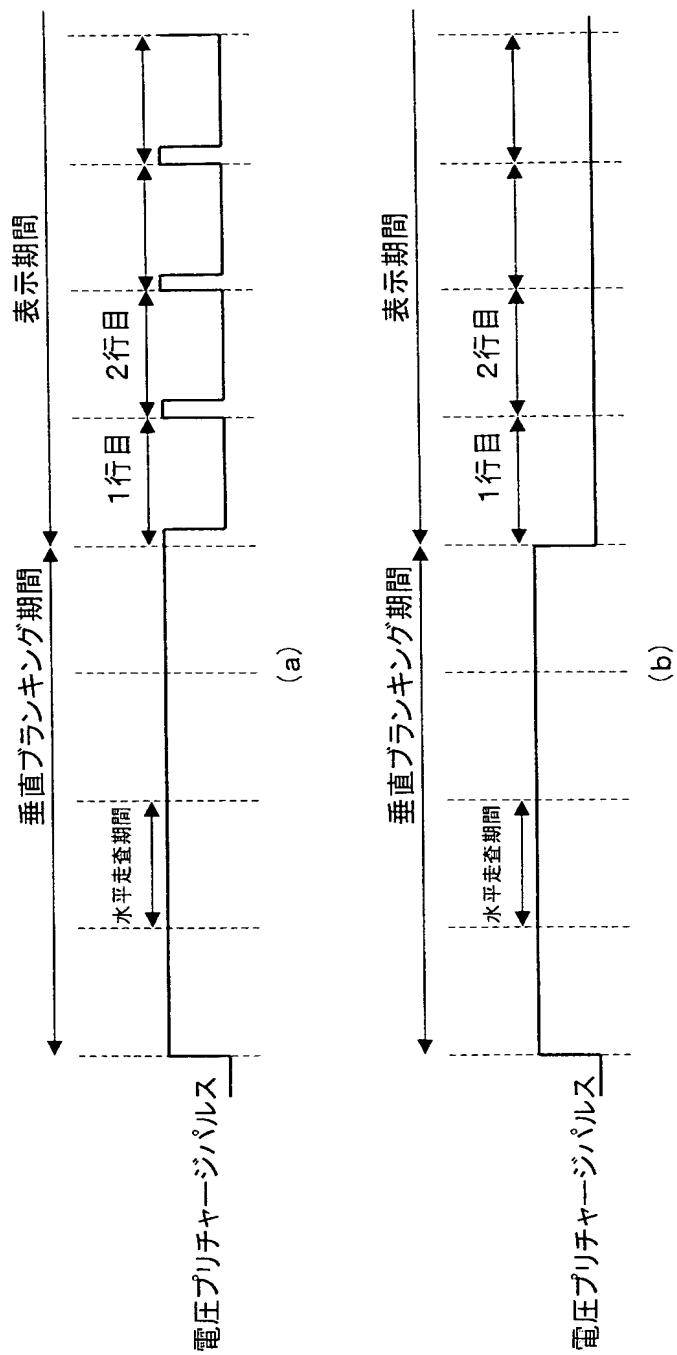 垂直ブランキング期間
表示期間
水平走査期間
1行目
2行目
電圧プリチャージパルス
(a)
垂直ブランキング期間
表示期間
水平走査期間
1行目
2行目
電圧プリチャージパルス
(b)